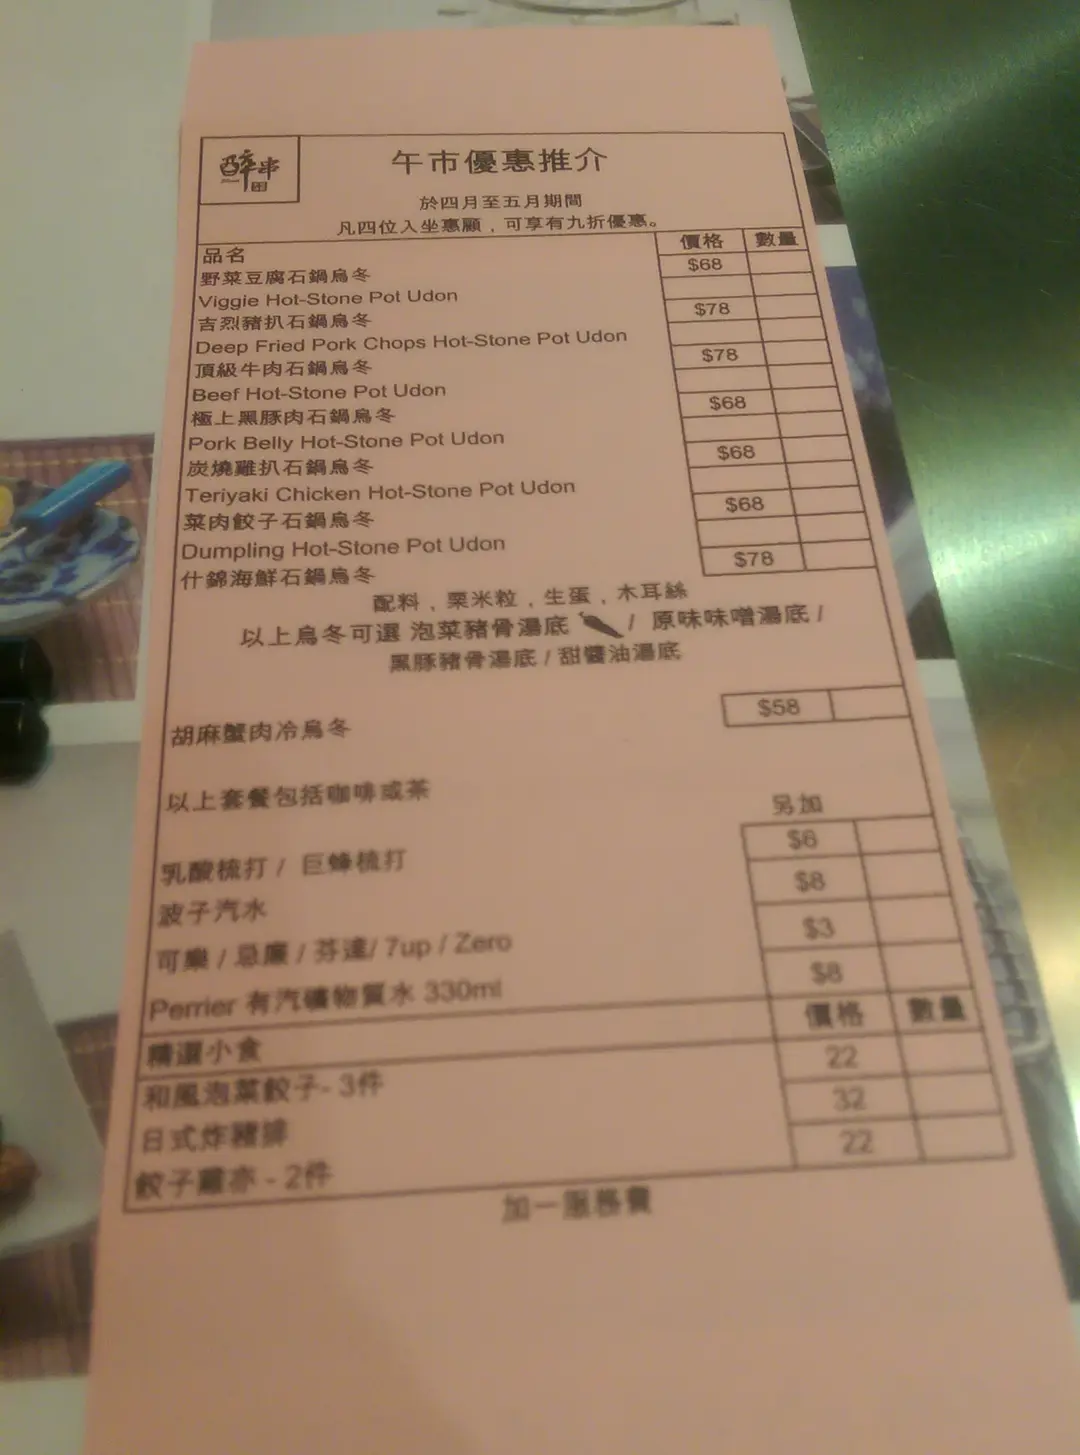 醉串
午市優惠推介
於四月至五月期間
凡四位入坐惠顧，可享有九折優惠。
品名 價格 數量
野菜豆腐石鍋烏冬 $68
Viggie Hot-Stone Pot Udon
吉烈豬扒石鍋烏冬 $78
Deep Fried Pork Chops Hot-Stone Pot Udon
頂級牛肉石鍋烏冬 $78
Beef Hot-Stone Pot Udon
極上黑豚肉石鍋烏冬 $68
Pork Belly Hot-Stone Pot Udon
炭燒雞扒石鍋烏冬 $68
Teriyaki Chicken Hot-Stone Pot Udon
菜肉餃子石鍋烏冬 $68
Dumpling Hot-Stone Pot Udon
什錦海鮮石鍋烏冬 $78
配料，栗米粒，生蛋，木耳絲
以上烏冬可選 泡菜豬骨湯底 / 原味味噌湯底 /
黑豚豬骨湯底 / 甜醬油湯底
胡麻蟹肉冷烏冬 $58
以上套餐包括咖啡或茶
另加
乳酸梳打 / 巨蜂梳打 $6
波子汽水 $8
可樂 / 忌廉 / 芬達/ 7up / Zero $3
Perrier 有汽礦物質水 330ml $8
精選小食 價格 數量
和風泡菜餃子- 3件 22
日式炸豬排 32
餃子雞亦 - 2件 22
加一服務費